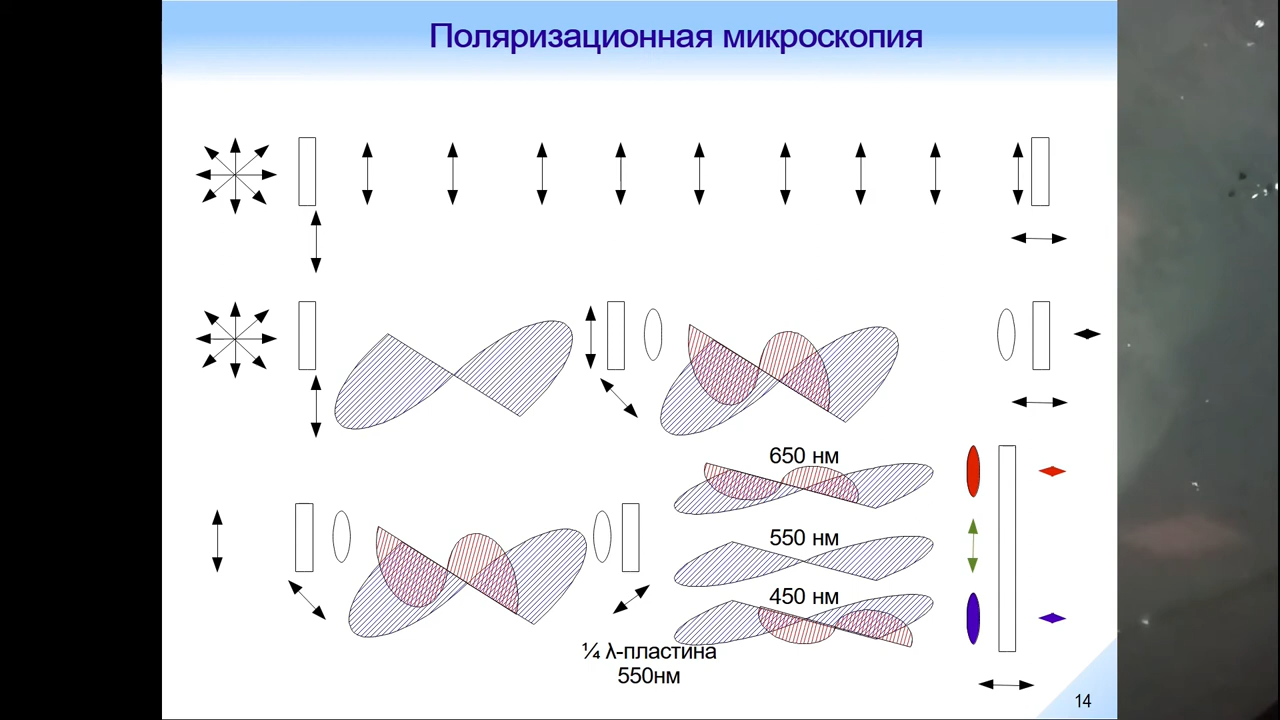 Поляризационная микроскопия
650 нм
550 нм
450 нм
¼ λ-пластина
550нм
14